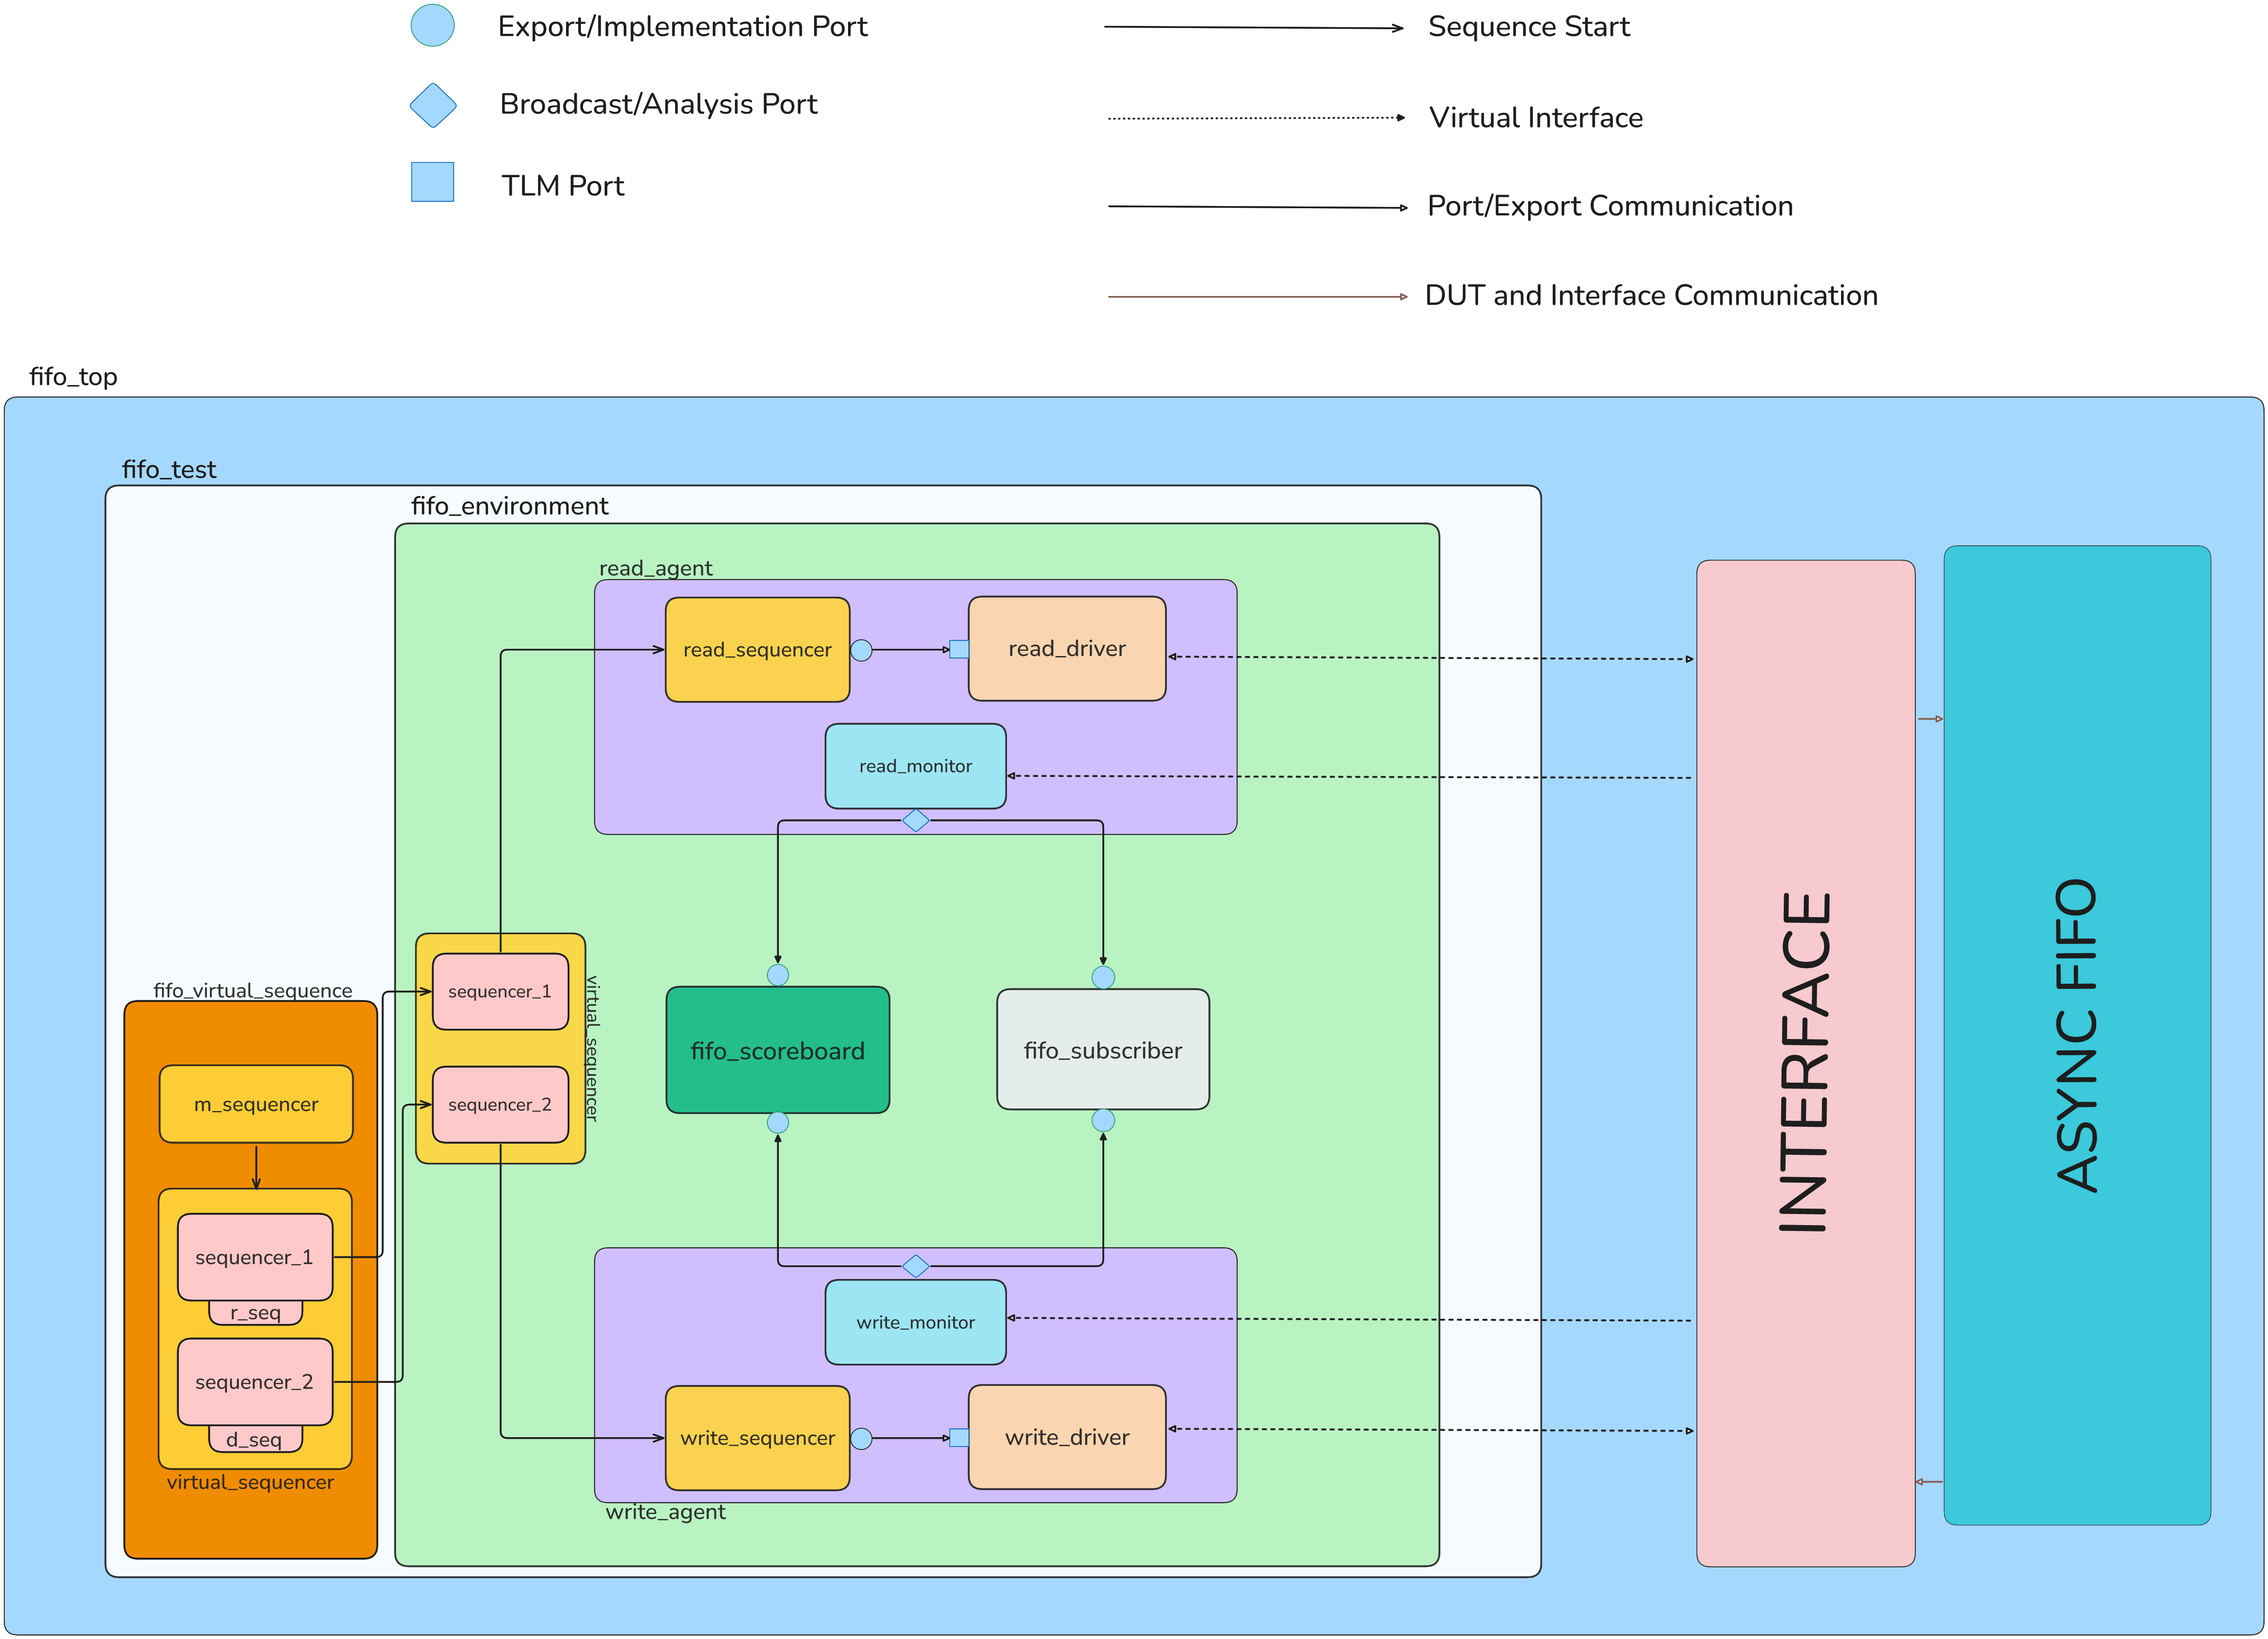 Export/Implementation Port
Broadcast/Analysis Port
TLM Port
Sequence Start
Virtual Interface
Port/Export Communication
DUT and Interface Communication
fifo_top
fifo_test
fifo_environment
read_agent
read_sequencer
read_driver
read_monitor
fifo_virtual_sequence
m_sequencer
sequencer_1
r_seq
sequencer_2
d_seq
virtual_sequencer
sequencer_1
sequencer_2
virtual_sequencer
fifo_scoreboard
fifo_subscriber
write_monitor
write_sequencer
write_driver
write_agent
INTERFACE
ASYNC FIFO